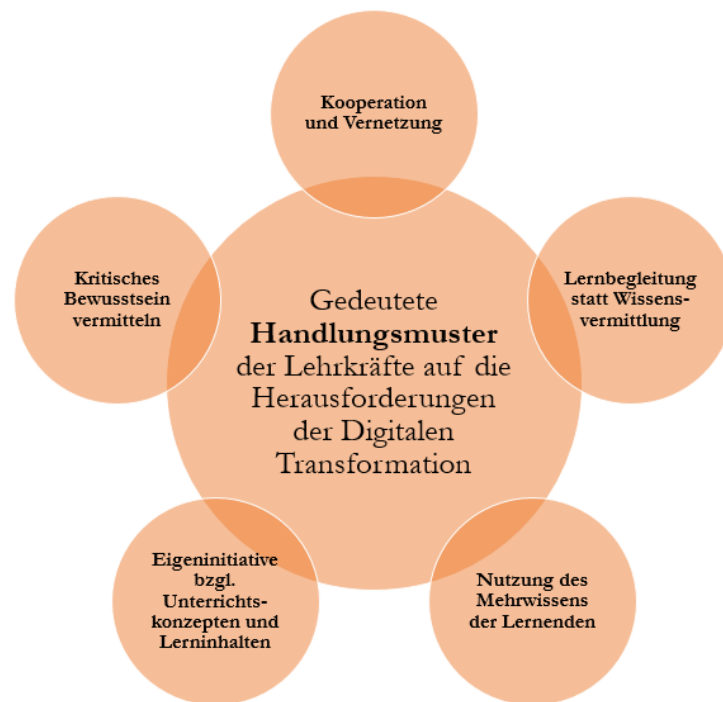 Kooperation
und Vernetzung
Kritisches
Bewusstsein
vermitteln
Gedeutete
Handlungsmuster
der Lehrkräfte auf die
Herausforderungen
der Digitalen
Transformation
Lernbegleitung
statt Wissens-
vermittlung
Eigeninitiative
bzgl.
Unterrichts-
konzepten und
Lerninhalten
Nutzung des
Mehrwissens
der Lernenden